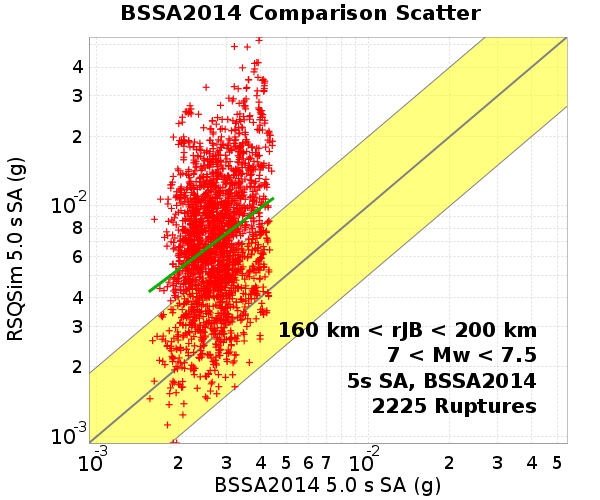 BSSA2014 Comparison Scatter
RSQSim 5.0 s SA (g)
4
3
2
10-2
8
6
4
3
2
10-3
160 km < rJB < 200 km
7 < Mw < 7.5
5s SA, BSSA2014
2225 Ruptures
10-3 2 3 4 5 6 7 10-2 2 3 4 5
BSSA2014 5.0 s SA (g)